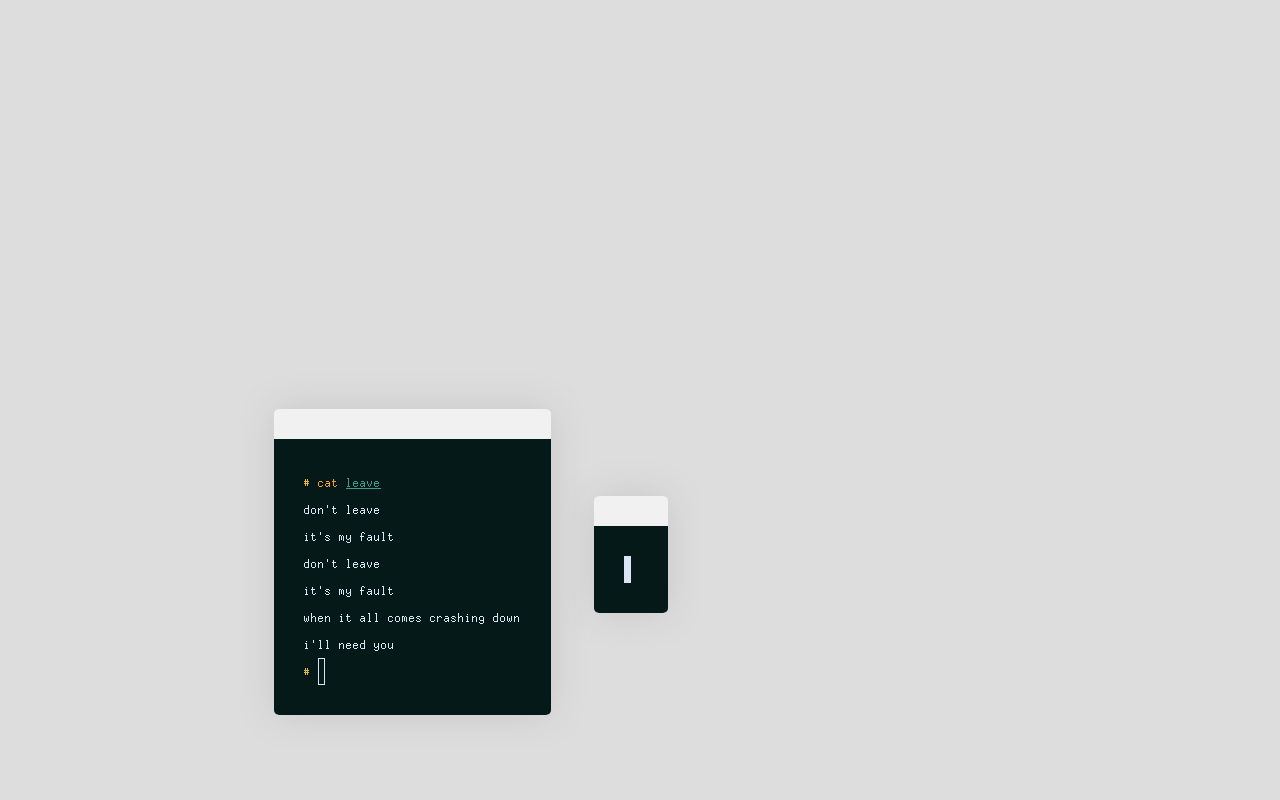 # cat leave
don't leave
it's my fault
don't leave
it's my fault
when it all comes crashing down
i'll need you
#